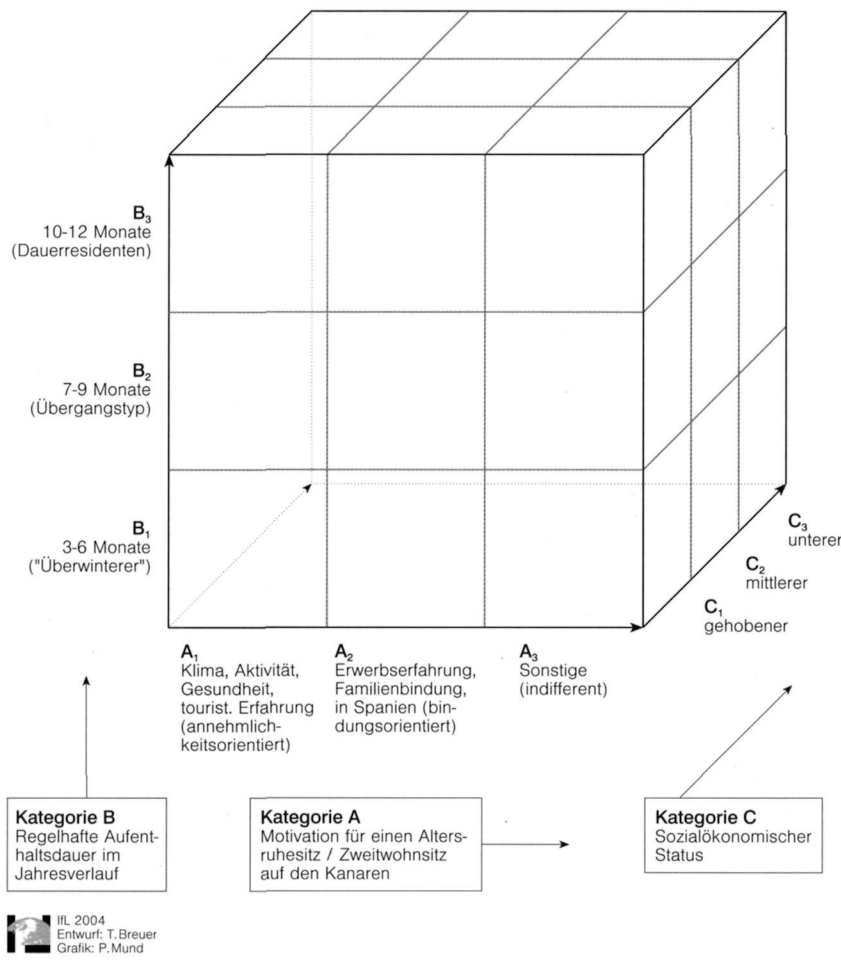 B₃
10-12 Monate
(Dauerresidenten)
B₂
7-9 Monate
(Übergangstyp)
B₁
3-6 Monate
("Überwinterer")
C₃
unterer
C₂
mittlerer
C₁
gehobener
A₁
Klima, Aktivität,
Gesundheit,
tourist. Erfahrung
(annehmlich-
keitsorientiert)
A₂
Erwerbserfahrung,
Familienbindung,
in Spanien (bin-
dungsorientiert)
A₃
Sonstige
(indifferent)
Kategorie B
Regelhafte Aufent-
haltsdauer im
Jahresverlauf
Kategorie A
Motivation für einen Alters-
ruhesitz / Zweitwohnsitz
auf den Kanaren
Kategorie C
Sozialökonomischer
Status
IfL 2004
Entwurf: T.Breuer
Grafik: P.Mund